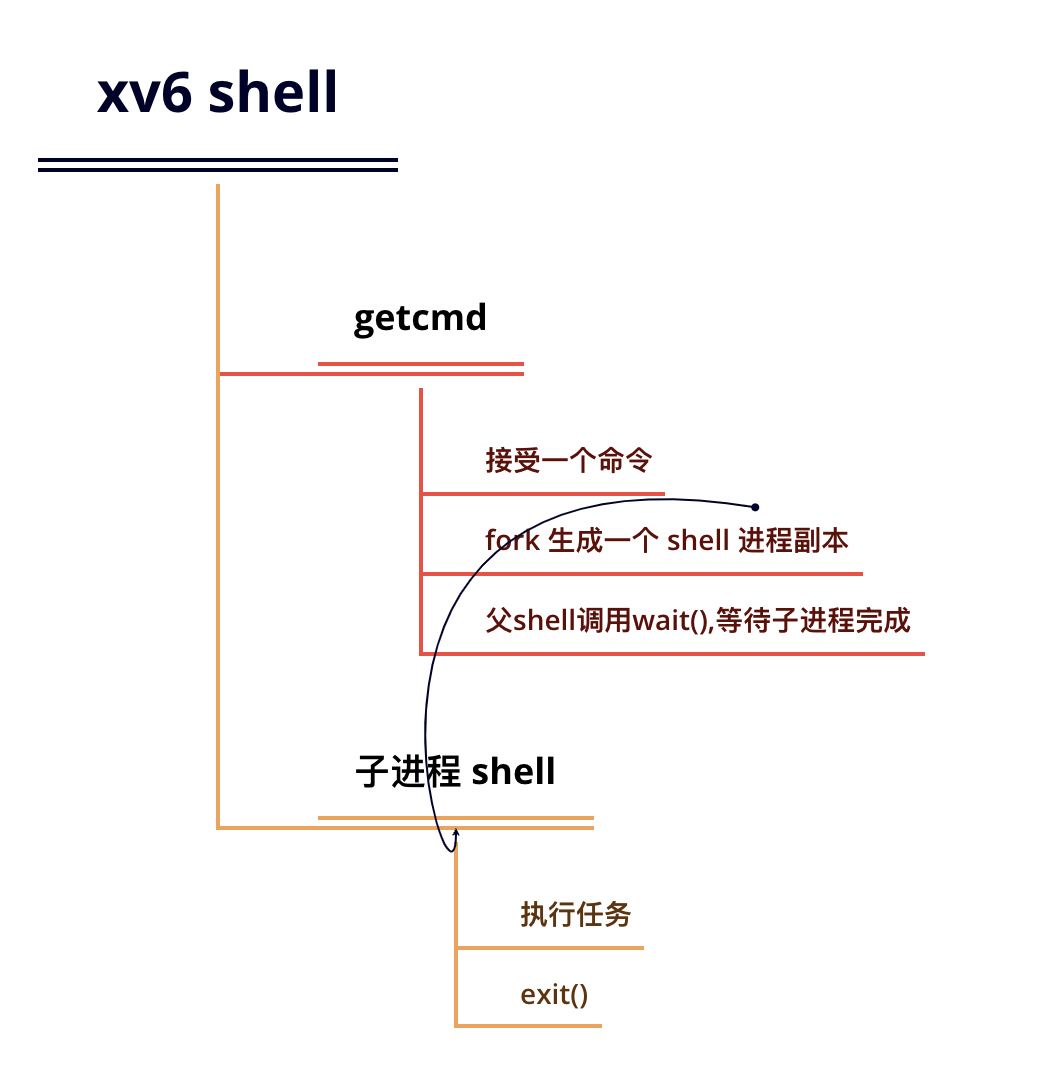 xv6 shell
getcmd
接受一个命令
fork 生成一个 shell 进程副本
父shell调用wait(),等待子进程完成
子进程 shell
执行任务
exit()